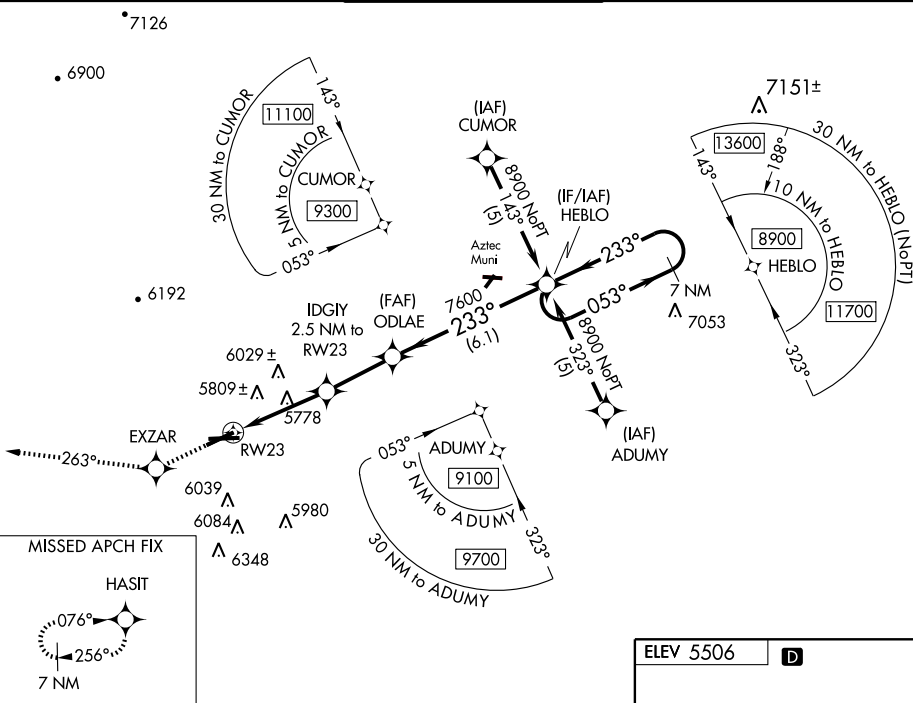 7126
6900
30 NM to CUMOR
11100
143°
5 NM to CUMOR
CUMOR
9300
053°
(IAF)
CUMOR
8900 NoPT
143°
(5)
(IF/IAF)
HEBLO
7151±
13600
30 NM to HEBLO (NoPT)
143°
188°
10 NM to HEBLO
8900
HEBLO
11700
323°
Aztec
Muni
233°
053°
7 NM
7053
6192
IDGIY
2.5 NM to
RW23
(FAF)
ODLAE
7600
233°
(6.1)
8900 NoPT
323°
(5)
(IAF)
ADUMY
6029±
5809±
5778
EXZAR
RW23
263°
6039
6084
5980
6348
053°
ADUMY
5 NM to ADUMY
9100
30 NM to ADUMY
9700
323°
MISSED APCH FIX
HASIT
076°
256°
7 NM
ELEV 5506
D